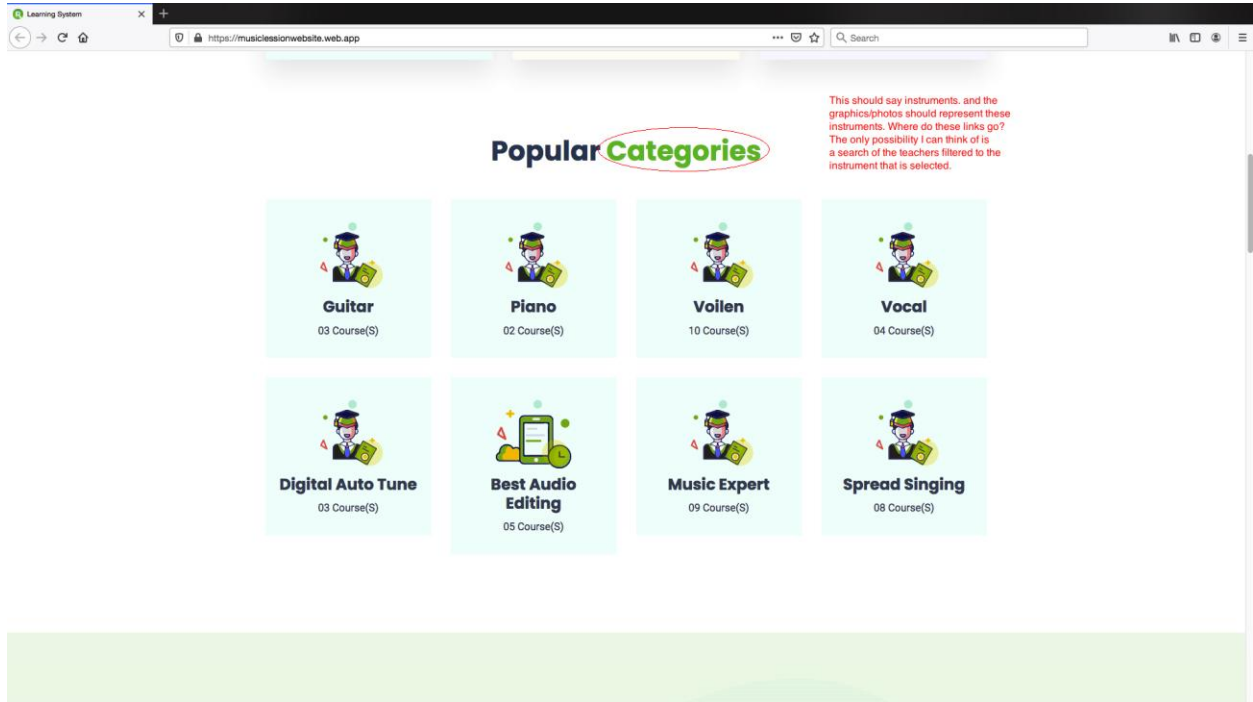 Learning System
https://musiclessionwebsite.web.app
Search
This should say instruments. and the
graphics/photos should represent these
instruments. Where do these links go?
The only possibility I can think of is
a search of the teachers filtered to the
instrument that is selected.
Popular Categories
Guitar
03 Course(S)
Piano
02 Course(S)
Voilen
10 Course(S)
Vocal
04 Course(S)
Digital Auto Tune
03 Course(S)
Best Audio
Editing
05 Course(S)
Music Expert
09 Course(S)
Spread Singing
08 Course(S)